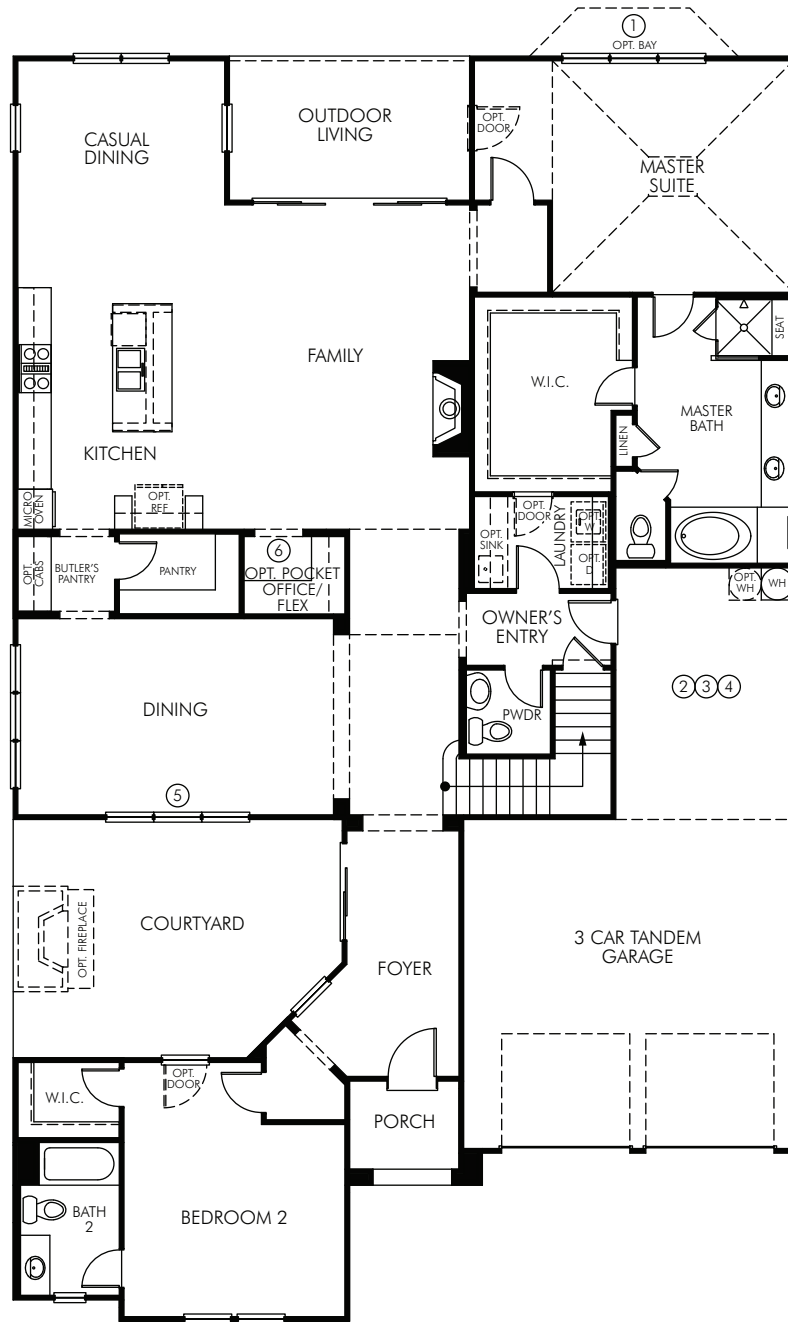 1
OPT. BAY
CASUAL
DINING
OUTDOOR
LIVING
OPT.
DOOR
MASTER
SUITE
SEAT
FAMILY
W.I.C.
MASTER
BATH
LINEN
KITCHEN
MICRO
OVEN
OPT.
REF
OPT.
DOOR
LAUNDRY
OPT.
W
OPT.
SINK
OPT.
D
OPT.
CABS
BUTLER'S
PANTRY
PANTRY
6
OPT. POCKET
OFFICE/
FLEX
OPT.
WH
WH
OWNER'S
ENTRY
2 3 4
DINING
PWDR
5
COURTYARD
OPT. FIREPLACE
3 CAR TANDEM
GARAGE
FOYER
OPT.
DOOR
W.I.C.
PORCH
BATH
2
BEDROOM 2